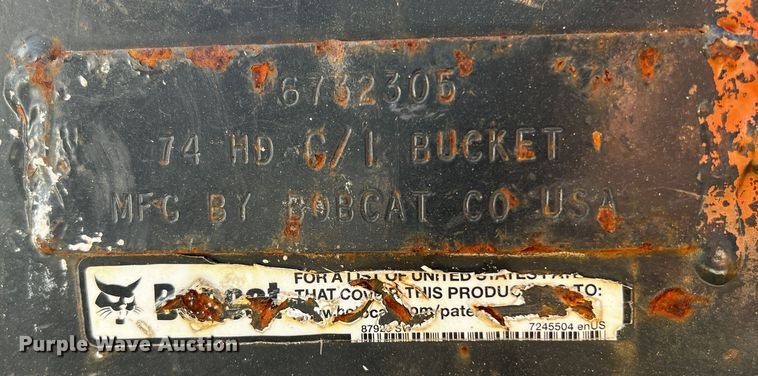 6732305
74 HD C/I BUCKET
MFG BY BOBCAT CO USA
FOR A LIST OF UNITED STATES
THAT COVER THIS PRODUC TO:
7245504 enUS
Purple Wave Auction